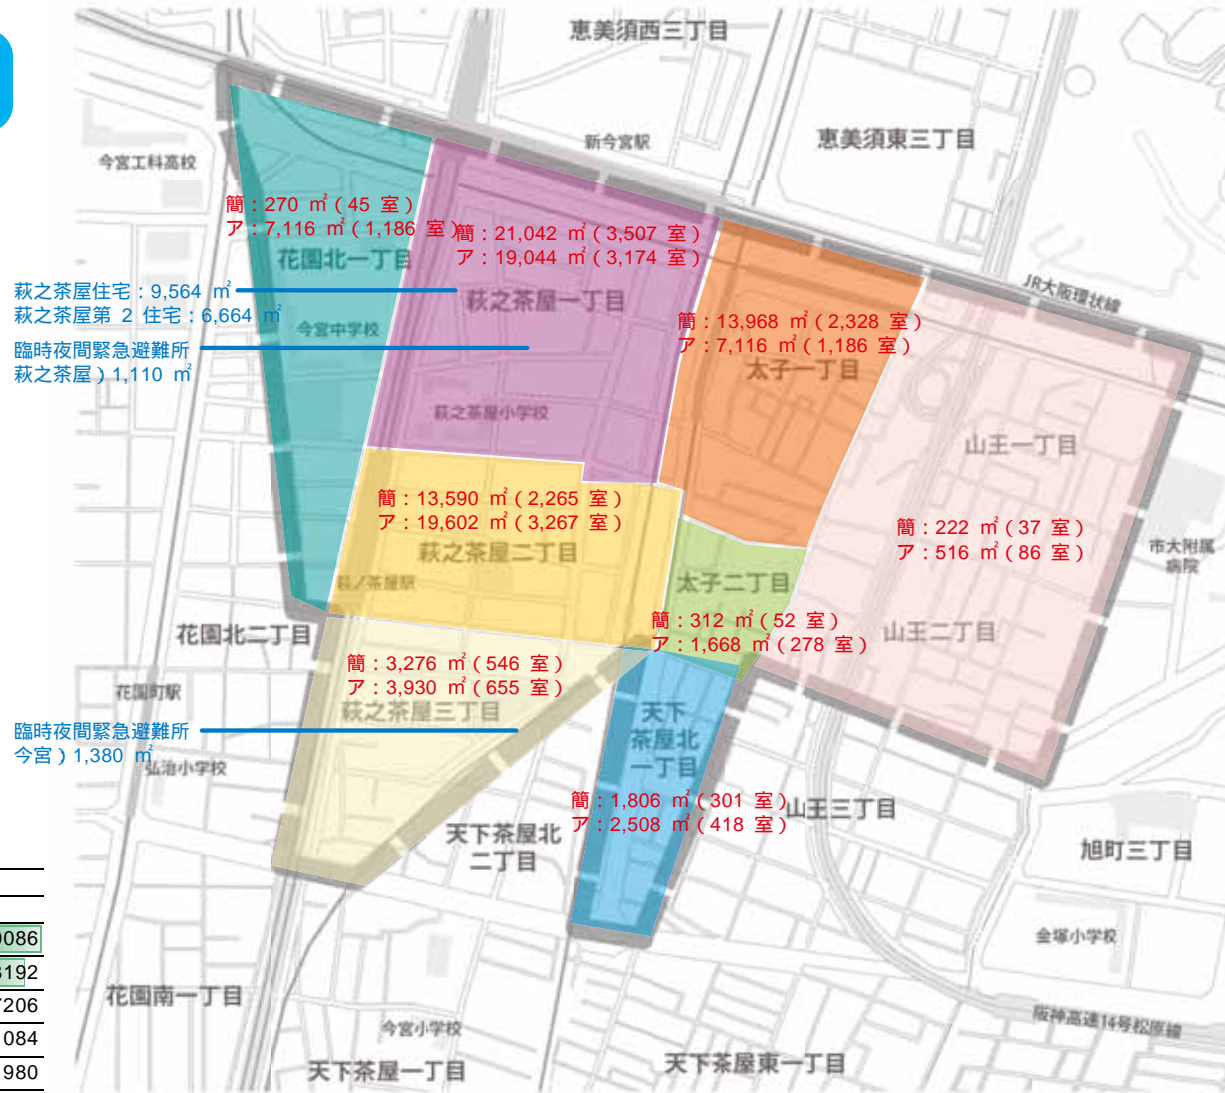 恵美須西三丁目
新今宮駅
恵美須東三丁目
今宮工科高校
簡：270 ㎡（45 室）
ア：7,116 ㎡（1,186 室）
花園北一丁目
簡：21,042 ㎡（3,507 室）
ア：19,044 ㎡（3,174 室）
萩之茶屋一丁目
JR大阪環状線
萩之茶屋住宅：9,564 ㎡
萩之茶屋第 2 住宅：6,664 ㎡
今宮中学校
臨時夜間緊急避難所
萩之茶屋）1,110 ㎡
簡：13,968 ㎡（2,328 室）
ア：7,116 ㎡（1,186 室）
太子一丁目
萩之茶屋小学校
山王一丁目
簡：13,590 ㎡（2,265 室）
ア：19,602 ㎡（3,267 室）
萩之茶屋二丁目
萩ノ茶屋駅
簡：222 ㎡（37 室）
ア：516 ㎡（86 室）
市大附属
病院
太子二丁目
簡：312 ㎡（52 室）
ア：1,668 ㎡（278 室）
山王二丁目
花園北二丁目
簡：3,276 ㎡（546 室）
ア：3,930 ㎡（655 室）
萩之茶屋三丁目
花園町駅
天下
茶屋北
一丁目
臨時夜間緊急避難所
今宮）1,380 ㎡
弘治小学校
簡：1,806 ㎡（301 室）
ア：2,508 ㎡（418 室）
山王三丁目
天下茶屋北
二丁目
旭町三丁目
金塚小学校
0086
3192
7206
084
980
花園南一丁目
今宮小学校
阪神高速14号松原線
天下茶屋一丁目
天下茶屋東一丁目